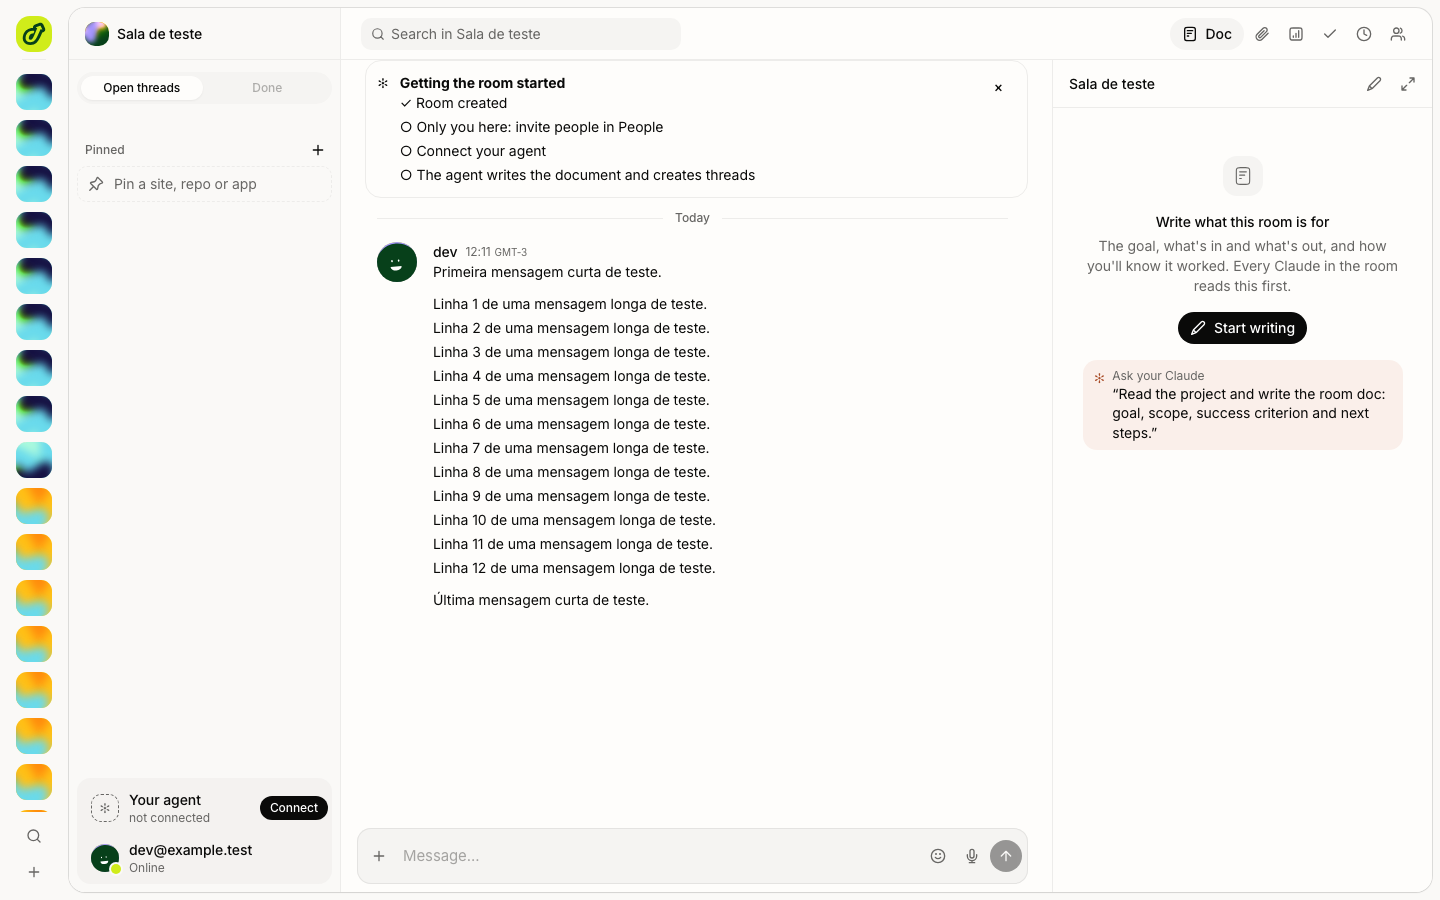 Sala de teste
Search in Sala de teste
Doc
Open threads
Done
Pinned
Pin a site, repo or app
Getting the room started
Room created
Only you here: invite people in People
Connect your agent
The agent writes the document and creates threads
Today
dev 12:11 GMT-3
Primeira mensagem curta de teste.
Linha 1 de uma mensagem longa de teste.
Linha 2 de uma mensagem longa de teste.
Linha 3 de uma mensagem longa de teste.
Linha 4 de uma mensagem longa de teste.
Linha 5 de uma mensagem longa de teste.
Linha 6 de uma mensagem longa de teste.
Linha 7 de uma mensagem longa de teste.
Linha 8 de uma mensagem longa de teste.
Linha 9 de uma mensagem longa de teste.
Linha 10 de uma mensagem longa de teste.
Linha 11 de uma mensagem longa de teste.
Linha 12 de uma mensagem longa de teste.
Última mensagem curta de teste.
Message...
Sala de teste
Write what this room is for
The goal, what's in and what's out, and how
you'll know it worked. Every Claude in the room
reads this first.
Start writing
Ask your Claude
“Read the project and write the room doc:
goal, scope, success criterion and next
steps.”
Your agent
not connected
Connect
dev@example.test
Online